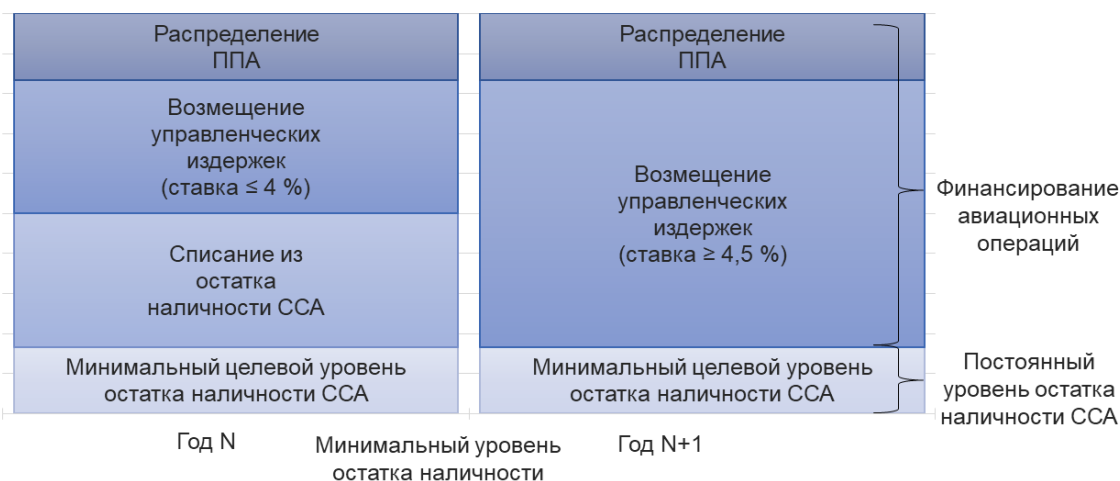 Распределение
ППА
Возмещение
управленческих
издержек
(ставка ≤ 4 %)
Списание из
остатка
наличности ССА
Минимальный целевой уровень
остатка наличности ССА
Распределение
ППА
Возмещение
управленческих
издержек
(ставка ≥ 4,5 %)
Минимальный целевой уровень
остатка наличности ССА
Финансирование
авиационных
операций
Постоянный
уровень остатка
наличности ССА
Год N
Минимальный уровень
остатка наличности
Год N+1